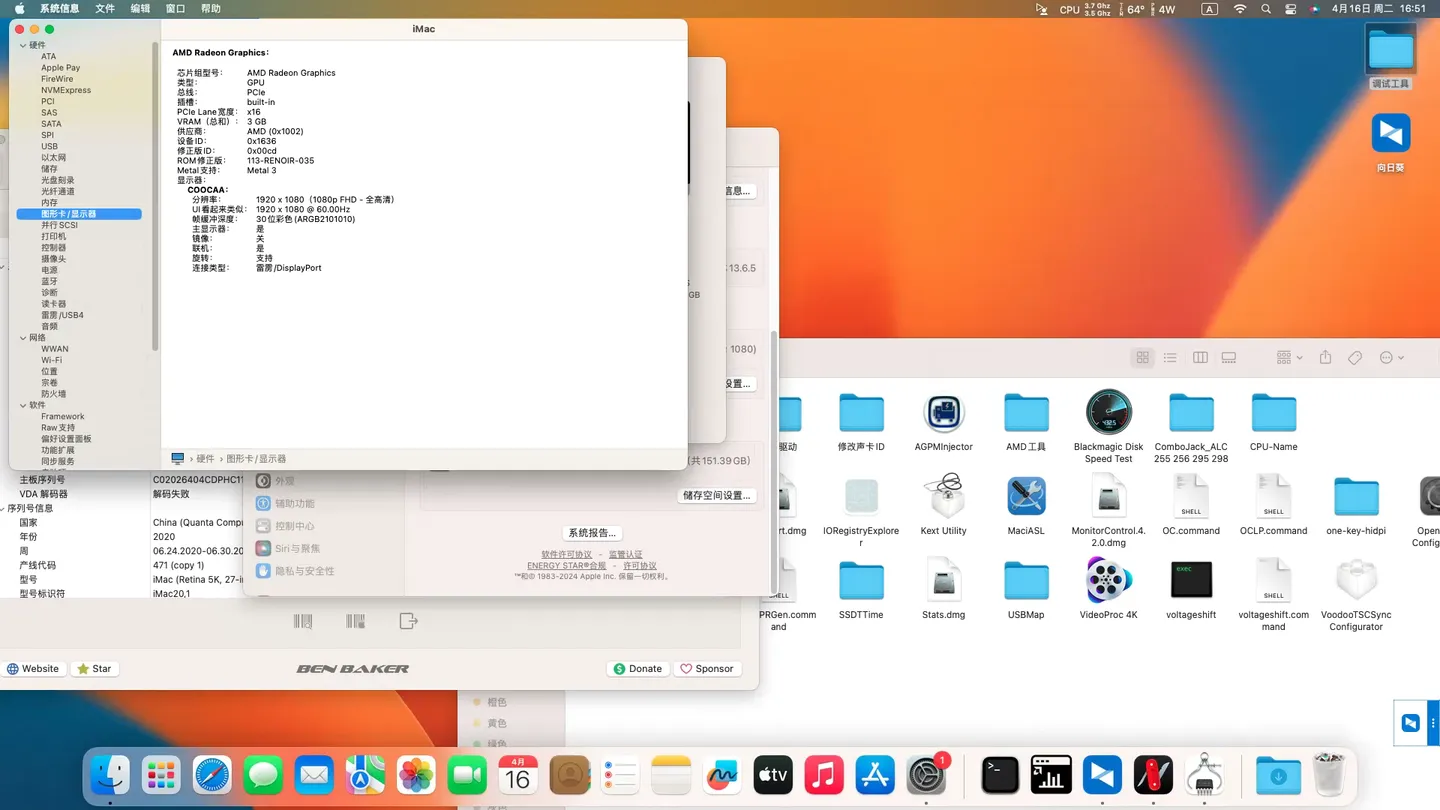 系统信息 文件 编辑 窗口 帮助
CPU 3.7 Ghz 3.5 Ghz 64° 4W A 4月16日 周二 16:51
iMac
硬件
ATA
Apple Pay
FireWire
NVMExpress
PCI
SAS
SATA
SPI
USB
以太网
储存
光盘刻录
光纤通道
内存
图形卡/显示器
并行SCSI
打印机
控制器
摄像头
电源
蓝牙
诊断
读卡器
雷雳/USB4
音频
网络
WWAN
Wi-Fi
位置
宗卷
防火墙
软件
Framework
Raw支持
偏好设置面板
功能扩展
同步服务
AMD Radeon Graphics:
芯片组型号: AMD Radeon Graphics
类型: GPU
总线: PCIe
插槽: built-in
PCIe Lane宽度: x16
VRAM（总和）: 3 GB
供应商: AMD (0x1002)
设备ID: 0x1636
修正版ID: 0x00cd
ROM修正版: 113-RENOIR-035
Metal支持: Metal 3
显示器:
COOCAA:
分辨率: 1920 x 1080（1080p FHD - 全高清）
UI看起来类似: 1920 x 1080 @ 60.00Hz
帧缓冲深度: 30位彩色 (ARGB2101010)
主显示器: 是
镜像: 关
联机: 是
旋转: 支持
连接类型: 雷雳/DisplayPort
硬件 › 图形卡/显示器
信息...
13.6.5
GB
1080)
设置...
(共151.39 GB)
储存空间设置...
系统报告...
软件许可协议 - 监管认证
ENERGY STAR®合规 - 许可协议
™和© 1983-2024 Apple Inc. 保留一切权利。
外观
辅助功能
控制中心
Siri与聚焦
隐私与安全性
主板序列号 C02026404CDPHC11
VDA 解码器 解码失败
序列号信息
国家 China (Quanta Compu
年份 2020
周 06.24.2020-06.30.20
产线代码 471 (copy 1)
型号 iMac (Retina 5K, 27-in
型号标识符 iMac20,1
Website Star BEN BAKER Donate Sponsor
橙色
黄色
绿色
调试工具
向日葵
驱动
修改声卡ID
AGPMInjector
AMD工具
Blackmagic Disk Speed Test
ComboJack_ALC 255 256 295 298
CPU-Name
rt.dmg
IORegistryExplorer
Kext Utility
MaciASL
MonitorControl.4.2.0.dmg
SHELL
OC.command
SHELL
OCLP.command
one-key-hidpi
Open
Config
PRGen.command
SSDTTime
Stats.dmg
USBMap
VideoProc 4K
exec
voltageshift
SHELL
voltageshift.command
VoodooTSCSync Configurator
4月
16
tv
1